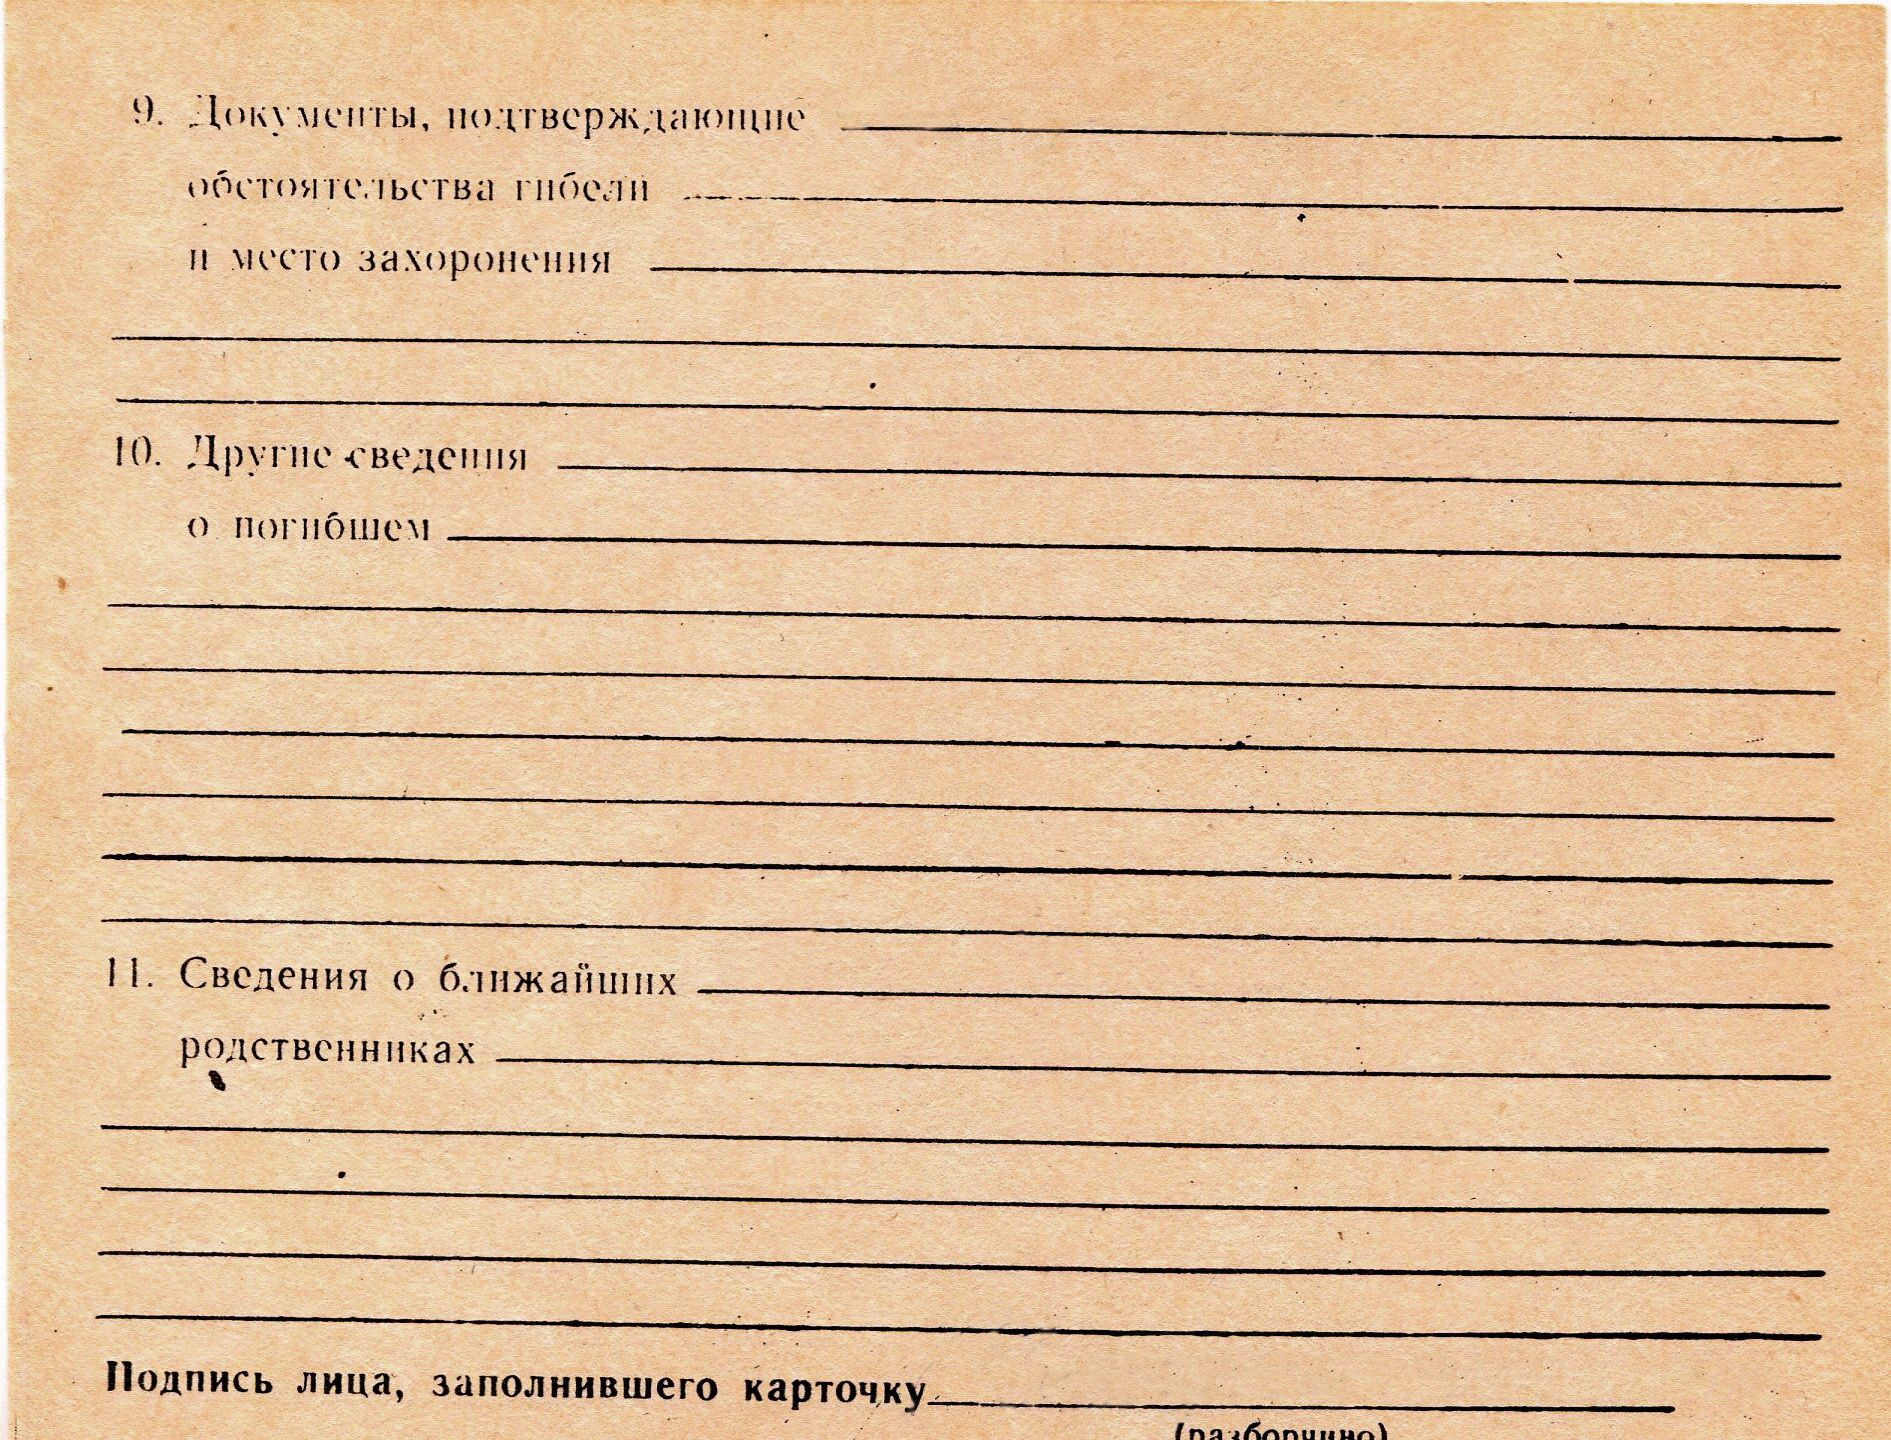 9. Документы, подтверждающие
обстоятельства гибели
и место захоронения
10. Другие сведения
о погибшем
11. Сведения о ближайших
родственниках
Подпись лица, заполнившего карточку
(разборчиво)